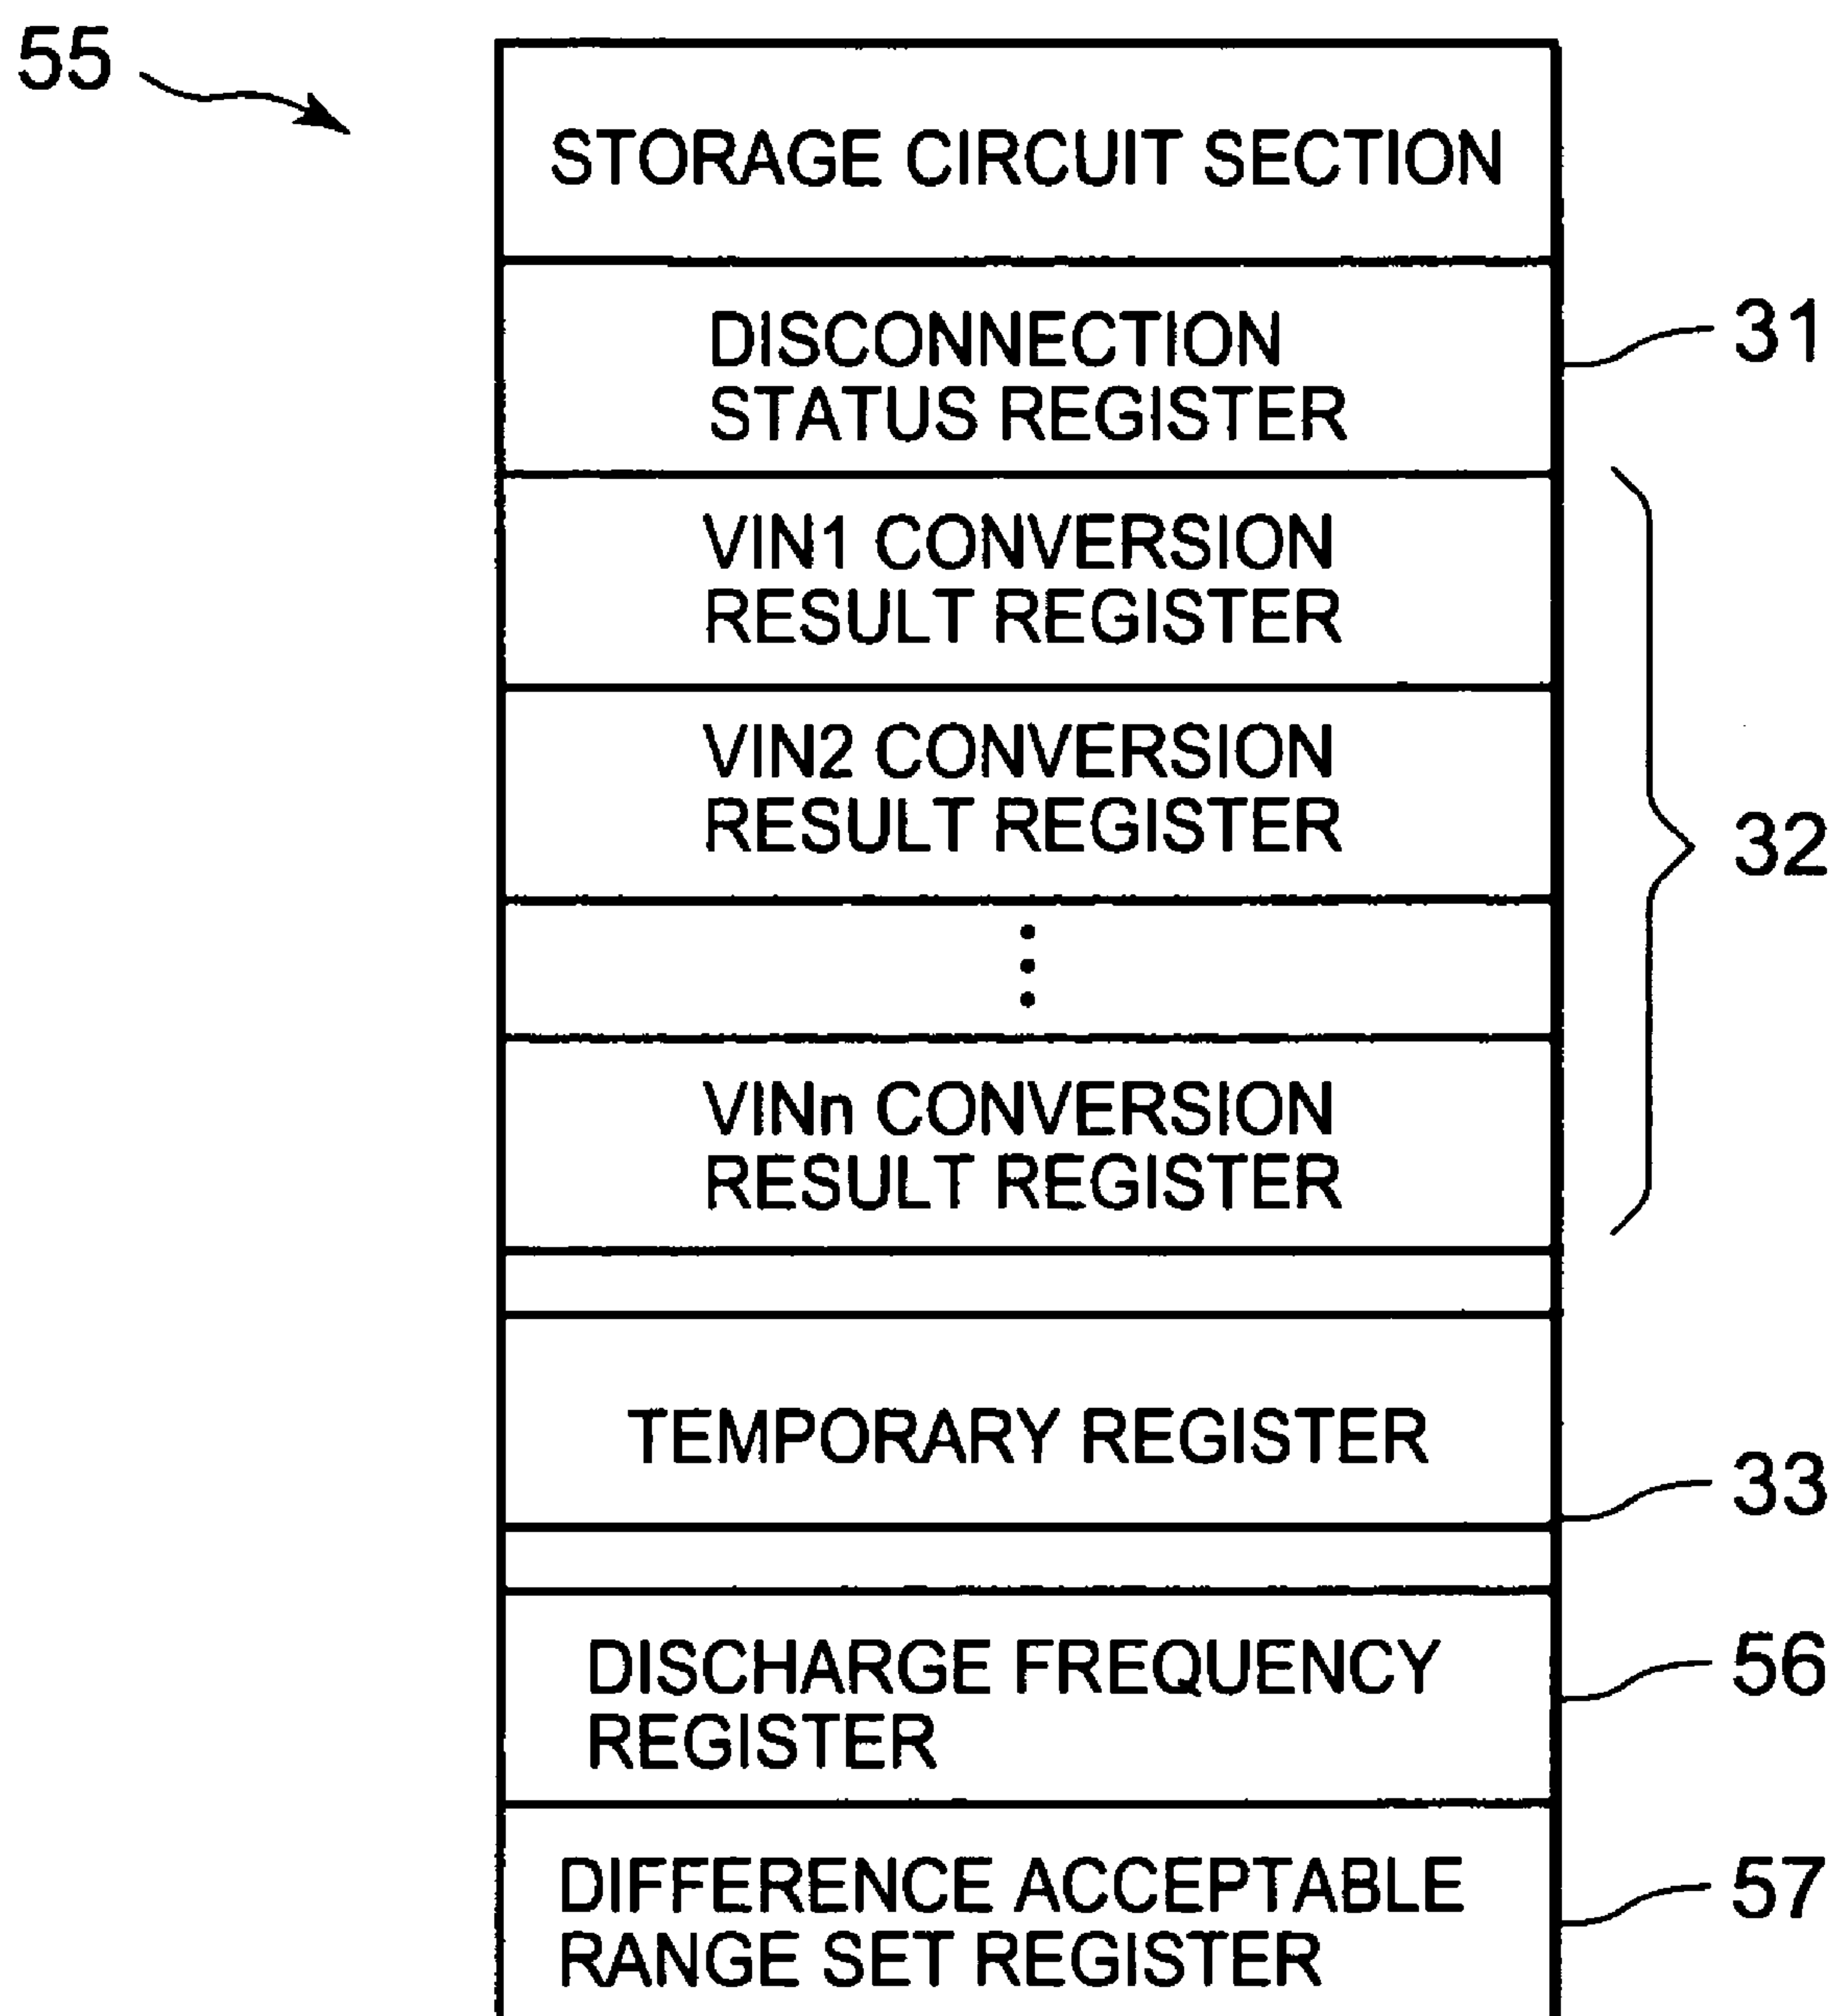 55
STORAGE CIRCUIT SECTION
DISCONNECTION
STATUS REGISTER
31
VIN1 CONVERSION
RESULT REGISTER
VIN2 CONVERSION
RESULT REGISTER
32
VINn CONVERSION
RESULT REGISTER
TEMPORARY REGISTER
33
DISCHARGE FREQUENCY
REGISTER
56
DIFFERENCE ACCEPTABLE
RANGE SET REGISTER
57